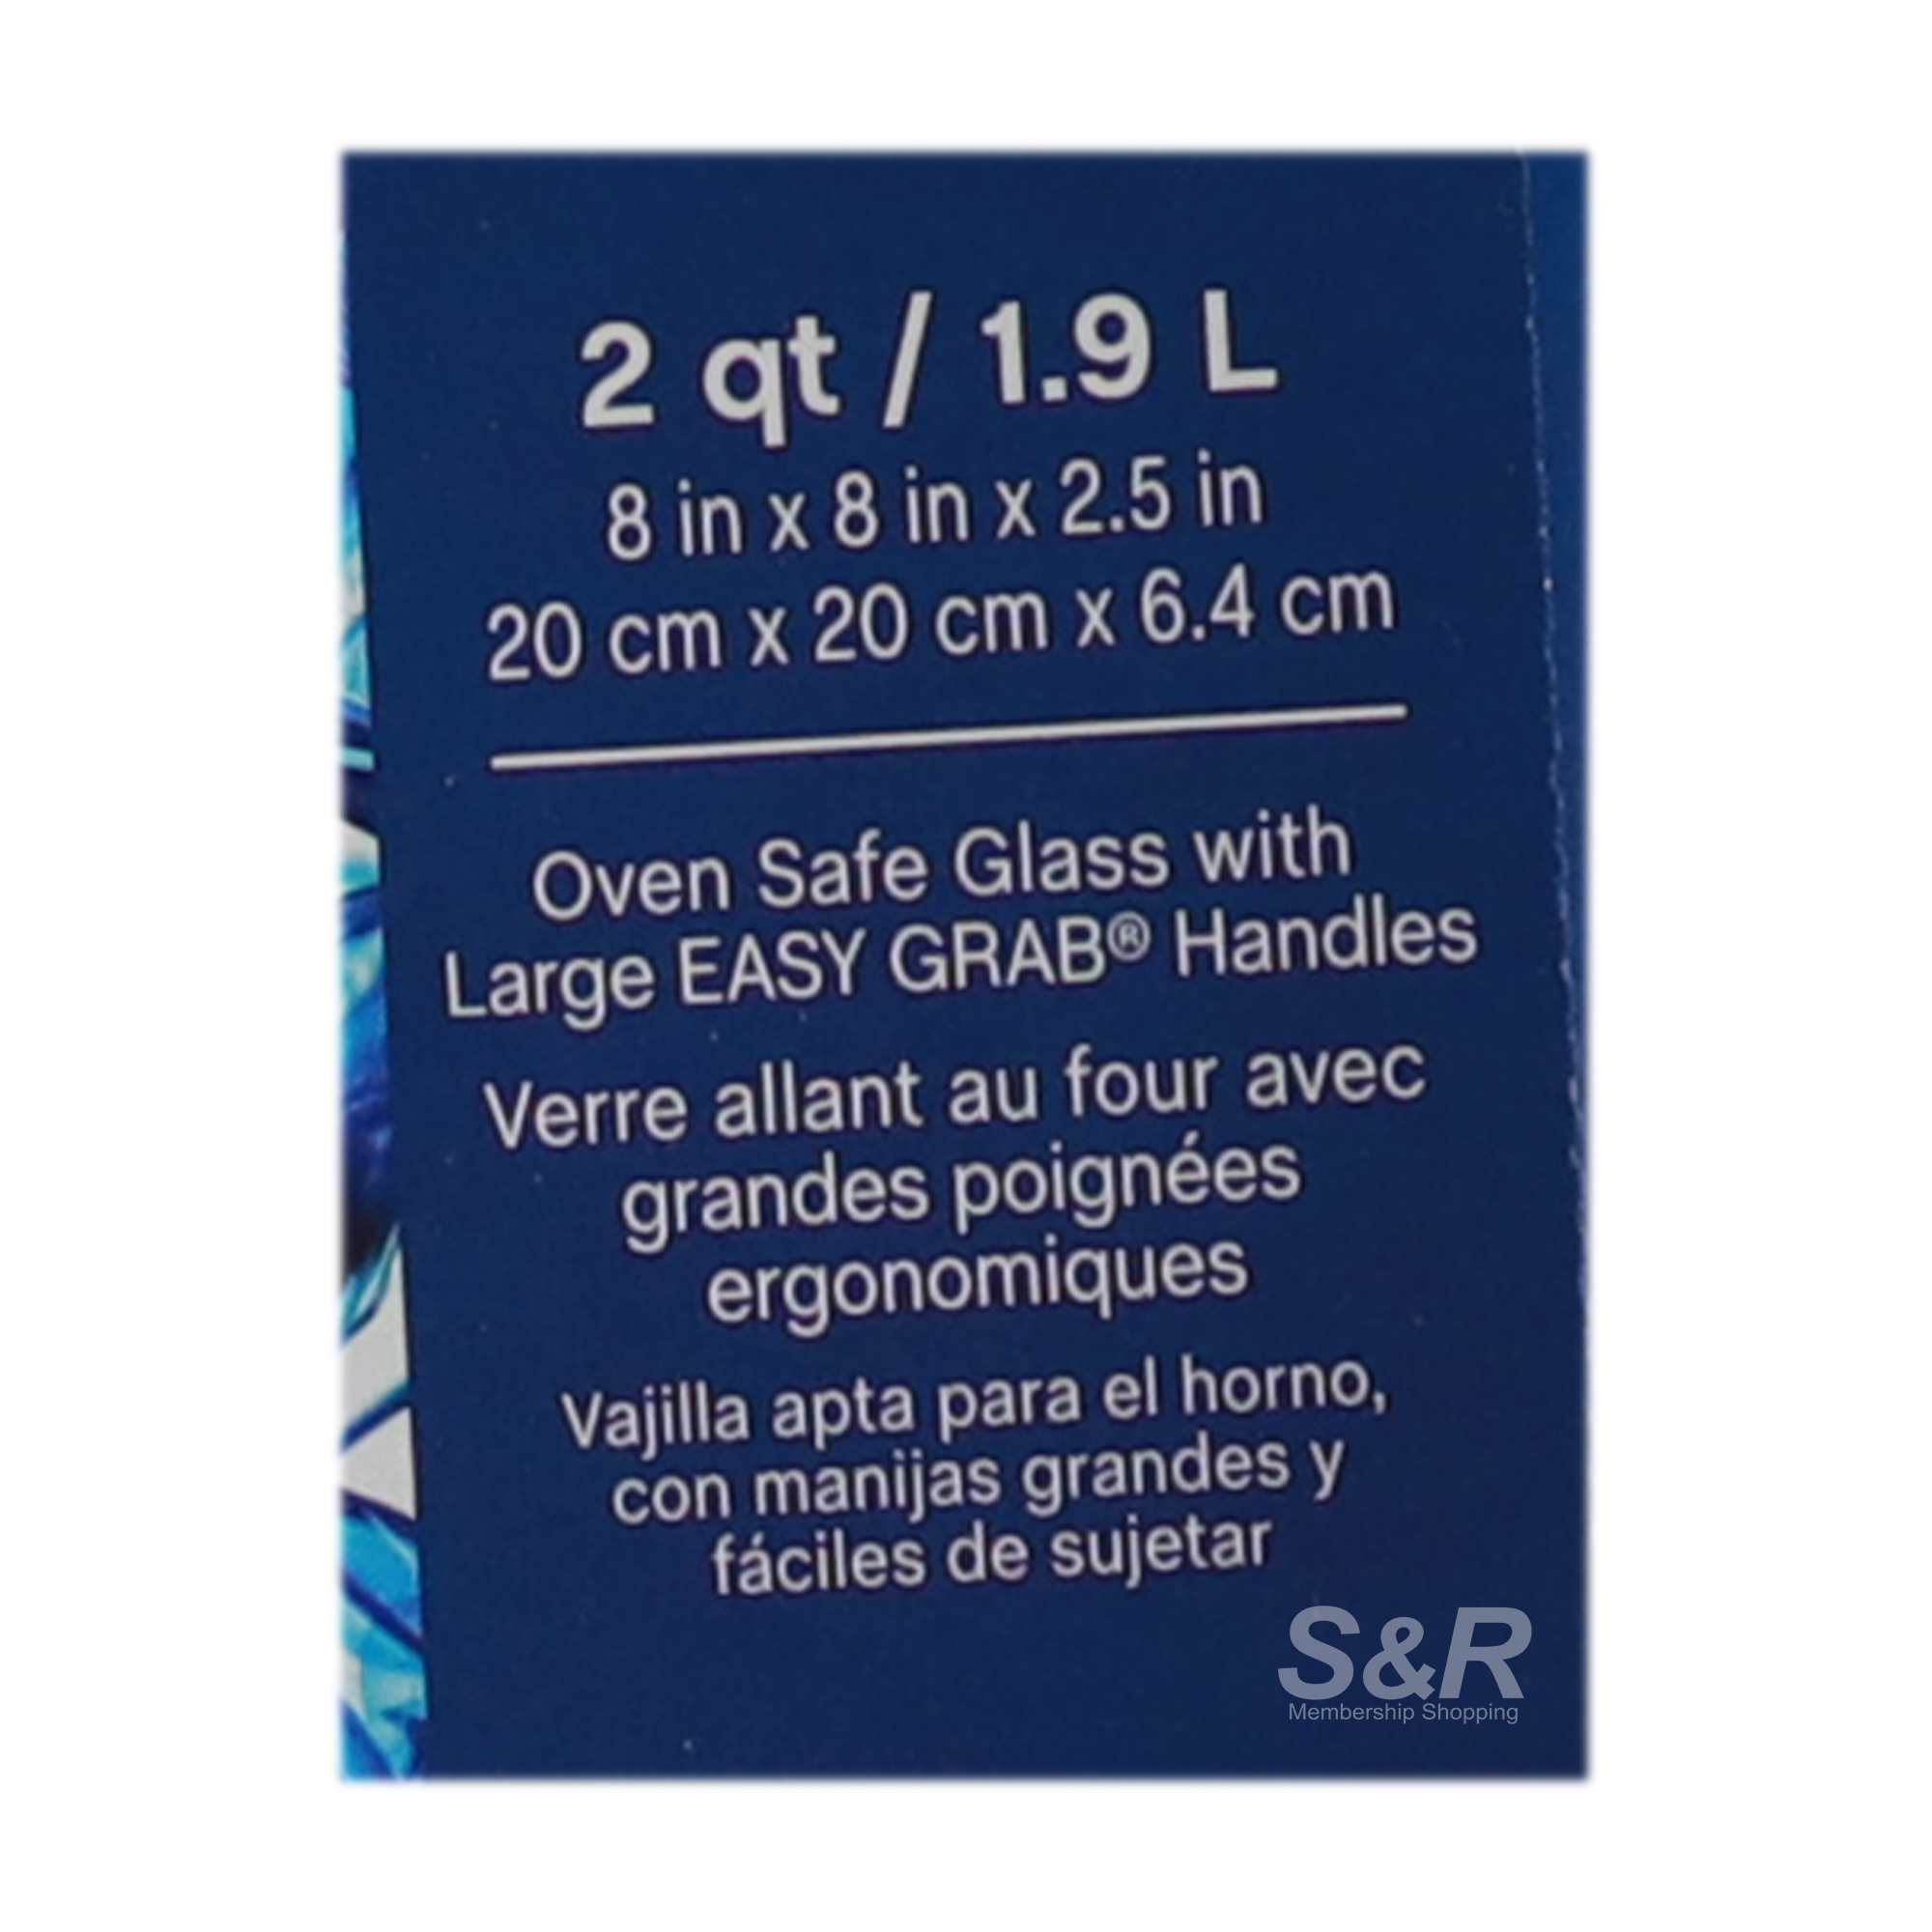 2 qt / 1.9 L
8 in x 8 in x 2.5 in
20 cm x 20 cm x 6.4 cm
Oven Safe Glass with
Large EASY GRAB® Handles
Verre allant au four avec
grandes poignées
ergonomiques
Vajilla apta para el horno,
con manijas grandes y
fáciles de sujetar
S&R
Membership Shopping